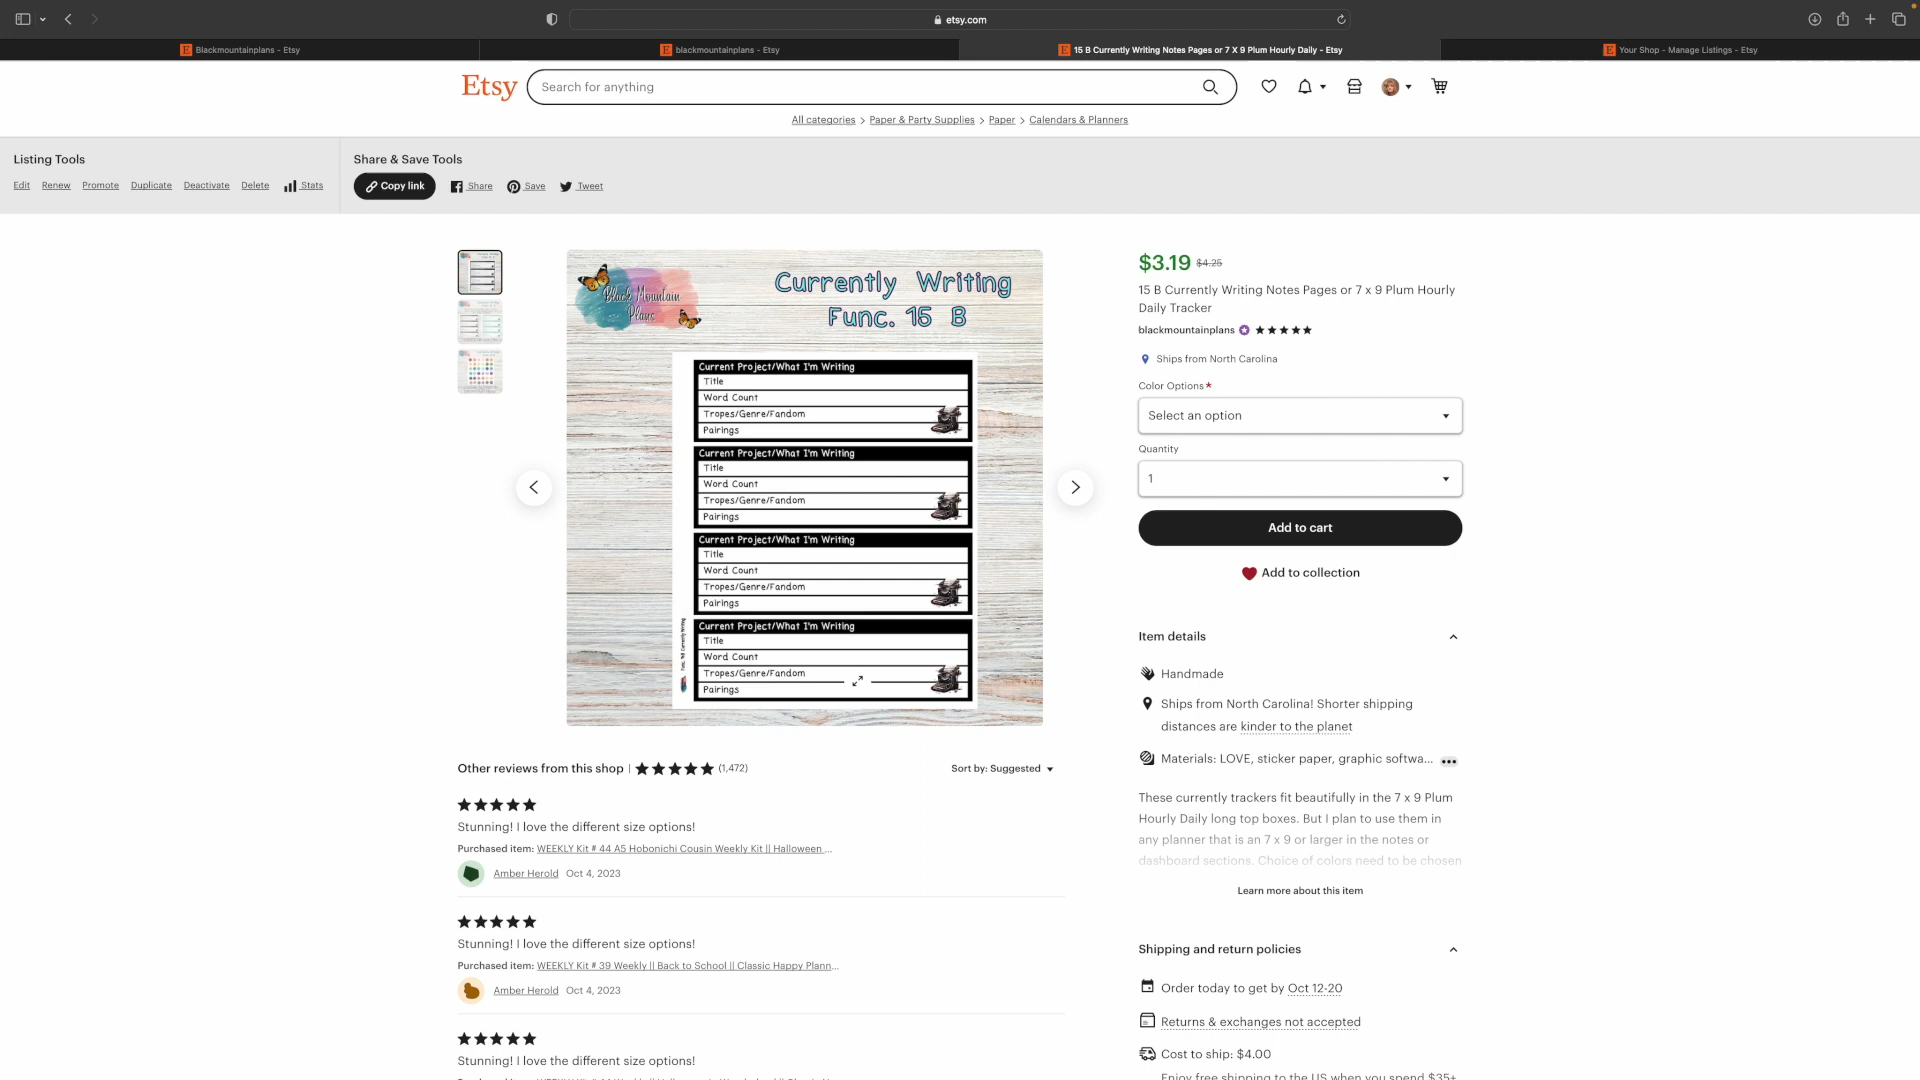 etsy.com
Blackmountainplans - Etsy
blackmountainplans - Etsy
15 B Currently Writing Notes Pages or 7 X 9 Plum Hourly Daily - Etsy
Your Shop - Manage Listings - Etsy
Etsy
Search for anything
All categories > Paper & Party Supplies > Paper > Calendars & Planners
Listing Tools
Edit Renew Promote Duplicate Deactivate Delete Stats
Share & Save Tools
Copy link Share Save Tweet
Black Mountain
Plans
Currently Writing
Func. 15 B
Current Project/What I'm Writing
Title
Word Count
Tropes/Genre/Fandom
Pairings
Current Project/What I'm Writing
Title
Word Count
Tropes/Genre/Fandom
Pairings
Current Project/What I'm Writing
Title
Word Count
Tropes/Genre/Fandom
Pairings
Current Project/What I'm Writing
Title
Word Count
Tropes/Genre/Fandom
Pairings
$3.19 $4.25
15 B Currently Writing Notes Pages or 7 x 9 Plum Hourly
Daily Tracker
blackmountainplans
Ships from North Carolina
Color Options *
Select an option
Quantity
1
Add to cart
Add to collection
Item details
Handmade
Ships from North Carolina! Shorter shipping
distances are kinder to the planet
Materials: LOVE, sticker paper, graphic softwa...
These currently trackers fit beautifully in the 7 x 9 Plum
Hourly Daily long top boxes. But I plan to use them in
any planner that is an 7 x 9 or larger in the notes or
dashboard sections. Choice of colors need to be chosen
Learn more about this item
Shipping and return policies
Order today to get by Oct 12-20
Returns & exchanges not accepted
Cost to ship: $4.00
Enjoy free shipping to the US when you spend $35+
Other reviews from this shop | (1,472)
Sort by: Suggested
Stunning! I love the different size options!
Purchased item: WEEKLY Kit # 44 A5 Hobonichi Cousin Weekly Kit || Halloween ...
Amber Herold Oct 4, 2023
Stunning! I love the different size options!
Purchased item: WEEKLY Kit # 39 Weekly || Back to School || Classic Happy Plann...
Amber Herold Oct 4, 2023
Stunning! I love the different size options!